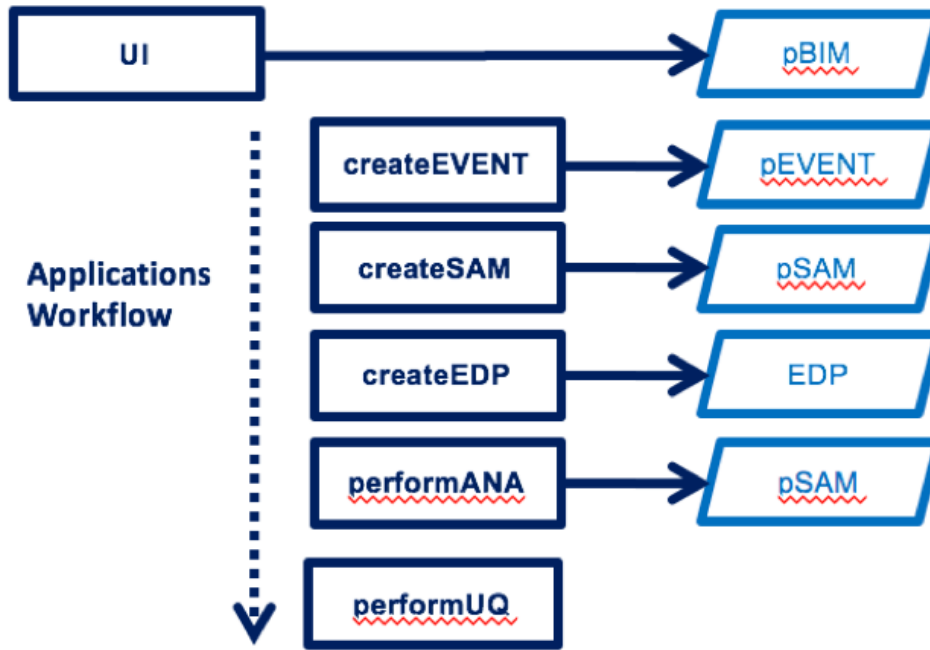 UI
pBIM
createEVENT
pEVENT
createSAM
pSAM
Applications
Workflow
createEDP
EDP
performANA
pSAM
performUQ